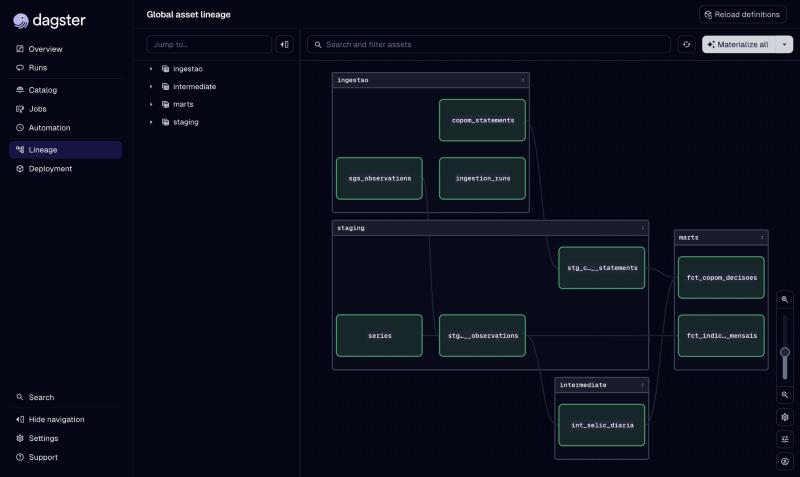 dagster
Overview
Runs
Catalog
Jobs
Automation
Lineage
Deployment
Search
Hide navigation
Settings
Support
Global asset lineage
Reload definitions
Jump to…
Search and filter assets
Materialize all
ingestao
intermediate
marts
staging
ingestao
copom_statements
sgs_observations
ingestion_runs
staging
stg_c…__statements
series
stg_…__observations
marts
fct_copom_decisoes
fct_indic…_mensais
intermediate
int_selic_diaria